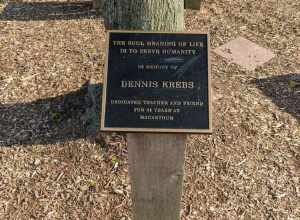 THE SOUL MEANING OF LIFE
IS TO SERVE HUMANITY
IN MEMORY OF
DENNIS KREBS
DEDICATED TEACHER AND FRIEND
FOR YEARS AT
MACARTHUR